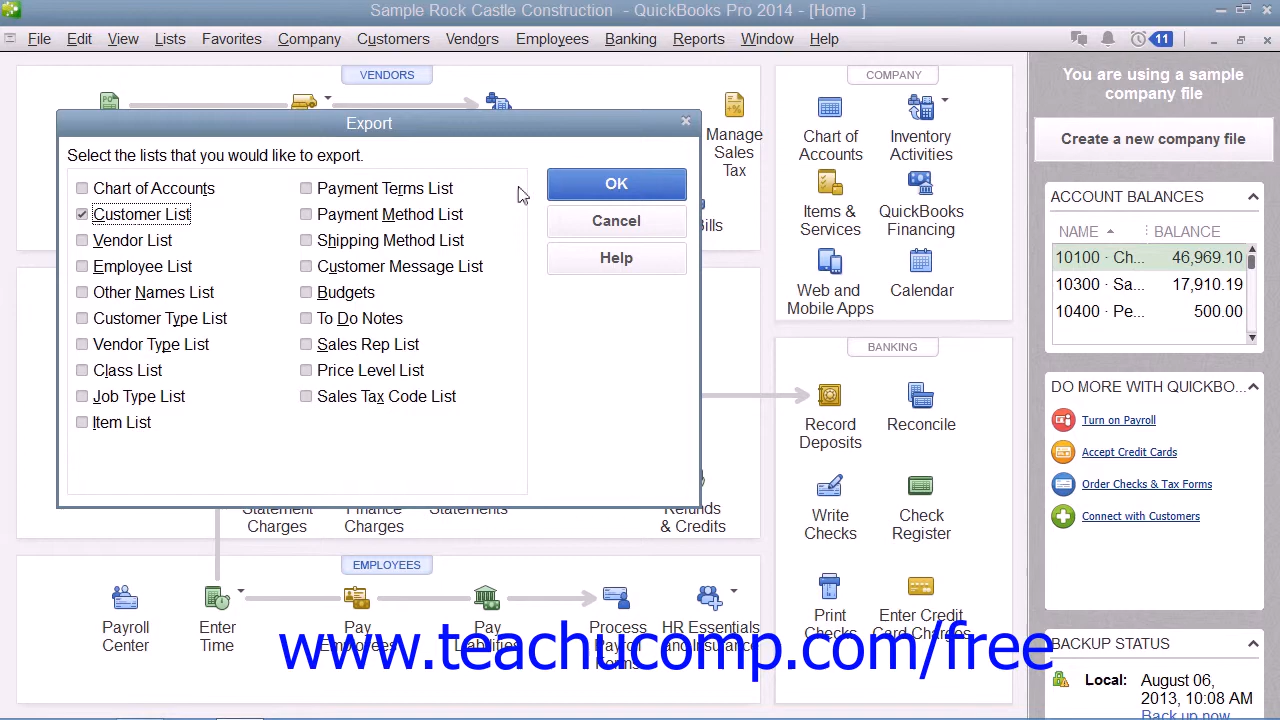 Sample Rock Castle Construction - QuickBooks Pro 2014 - [Home ]
File Edit View Lists Favorites Company Customers Vendors Employees Banking Reports Window Help
11
VENDORS
PO
Manage
Sales
Tax
Bills
Export
Select the lists that you would like to export.
Chart of Accounts
Customer List
Vendor List
Employee List
Other Names List
Customer Type List
Vendor Type List
Class List
Job Type List
Item List
Payment Terms List
Payment Method List
Shipping Method List
Customer Message List
Budgets
To Do Notes
Sales Rep List
Price Level List
Sales Tax Code List
OK
Cancel
Help
Statement
Charges
Finance
Charges
Statements
Refunds
& Credits
EMPLOYEES
Payroll
Center
Enter
Time
Pay
Employees
Pay
Liabilities
Process
Payroll
Forms
HR Essentials
and Insurance
COMPANY
Chart of
Accounts
Inventory
Activities
Items &
Services
QuickBooks
Financing
Web and
Mobile Apps
Calendar
BANKING
Record
Deposits
Reconcile
Write
Checks
Check
Register
Print
Checks
Enter Credit
Card Charges
You are using a sample
company file
Create a new company file
ACCOUNT BALANCES
NAME BALANCE
10100 · Ch... 46,969.10
10300 · Sa... 17,910.19
10400 · Pe... 500.00
DO MORE WITH QUICKBO...
Turn on Payroll
Accept Credit Cards
Order Checks & Tax Forms
Connect with Customers
BACKUP STATUS
Local: August 06,
2013, 10:08 AM
Back up now
www.teachucomp.com/free